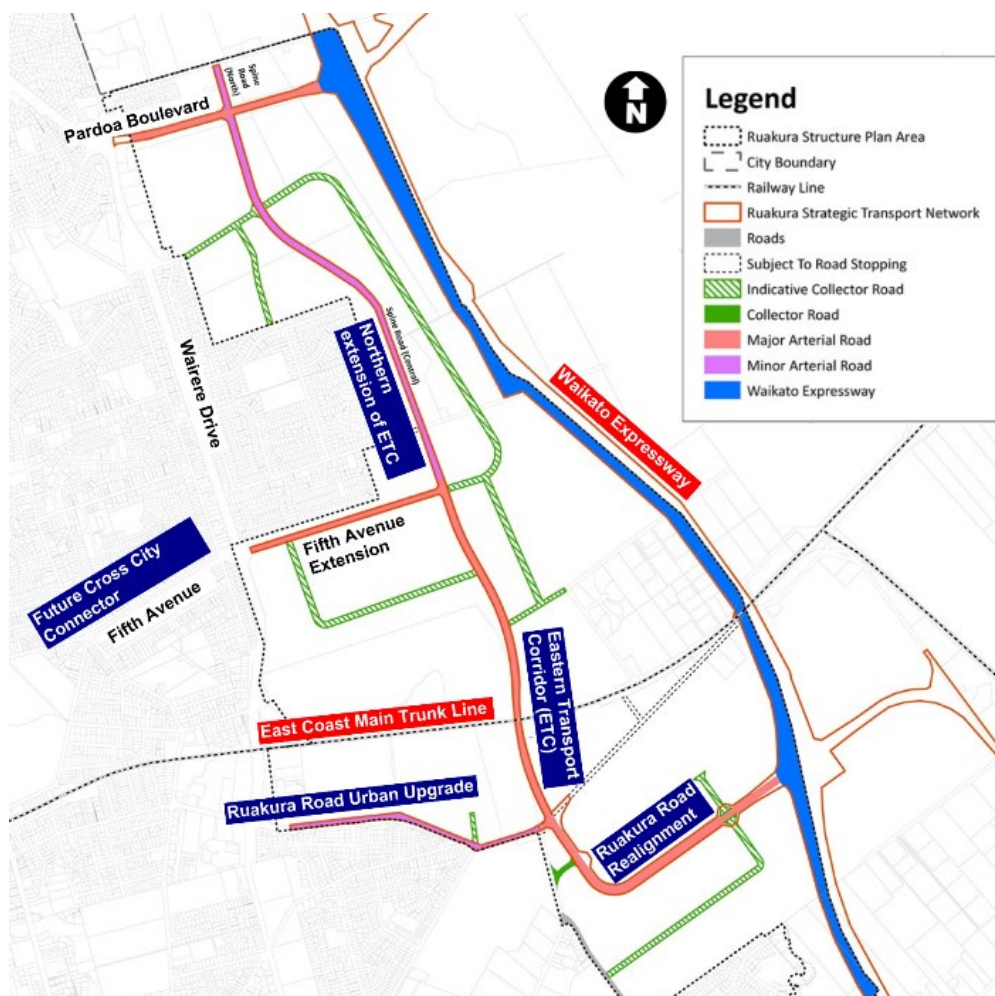 Spine
Road
(North)
Pardoa Boulevard
N
Legend
Ruakura Structure Plan Area
City Boundary
Railway Line
Ruakura Strategic Transport Network
Roads
Subject To Road Stopping
Indicative Collector Road
Collector Road
Major Arterial Road
Minor Arterial Road
Waikato Expressway
Wairere Drive
Northern
extension of ETC
Spine Road (Central)
Waikato Expressway
Future Cross City
Connector
Fifth Avenue
Fifth Avenue
Extension
East Coast Main Trunk Line
Eastern Transport
Corridor (ETC)
Ruakura Road Urban Upgrade
Ruakura Road
Realignment